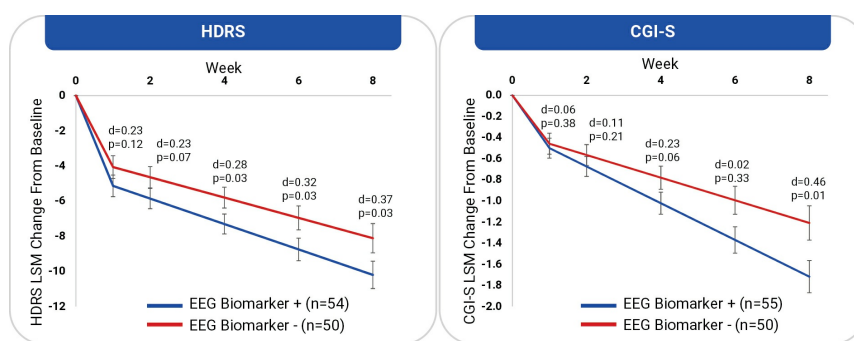 HDRS
Week
0 2 4 6 8
HDRS LSM Change From Baseline
0
-2
-4
-6
-8
-10
-12
d=0.23
p=0.12
d=0.23
p=0.07
d=0.28
p=0.03
d=0.32
p=0.03
d=0.37
p=0.03
EEG Biomarker + (n=54)
EEG Biomarker - (n=50)
CGI-S
Week
0 2 4 6 8
CGI-S LSM Change From Baseline
0.0
-0.2
-0.4
-0.6
-0.8
-1.0
-1.2
-1.4
-1.6
-1.8
-2.0
d=0.06
p=0.38
d=0.11
p=0.21
d=0.23
p=0.06
d=0.02
p=0.33
d=0.46
p=0.01
EEG Biomarker + (n=55)
EEG Biomarker - (n=50)